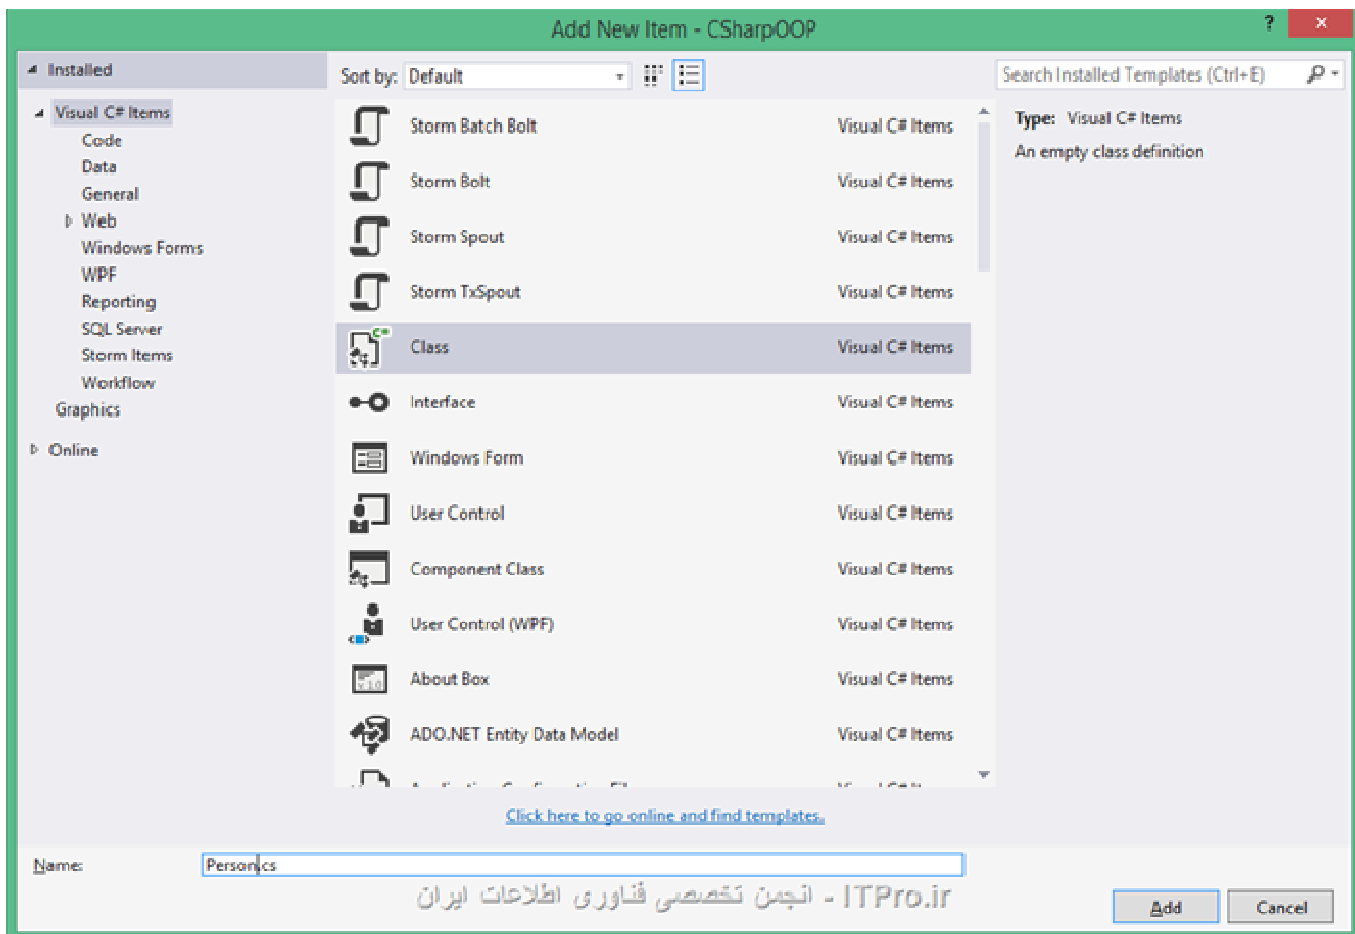 Add New Item - CSharpOOP
?
Installed
Sort by: Default
Search Installed Templates (Ctrl+E)
Visual C# Items
Code
Data
General
Web
Windows Forms
WPF
Reporting
SQL Server
Storm Items
Workflow
Graphics
Online
Storm Batch Bolt Visual C# Items
Storm Bolt Visual C# Items
Storm Spout Visual C# Items
Storm TxSpout Visual C# Items
Class Visual C# Items
Interface Visual C# Items
Windows Form Visual C# Items
User Control Visual C# Items
Component Class Visual C# Items
User Control (WPF) Visual C# Items
About Box Visual C# Items
ADO.NET Entity Data Model Visual C# Items
Type: Visual C# Items
An empty class definition
Click here to go online and find templates.
Name: Person.cs
ITPro.ir - انجمن تخصصی فناوری اطلاعات ایران
Add Cancel